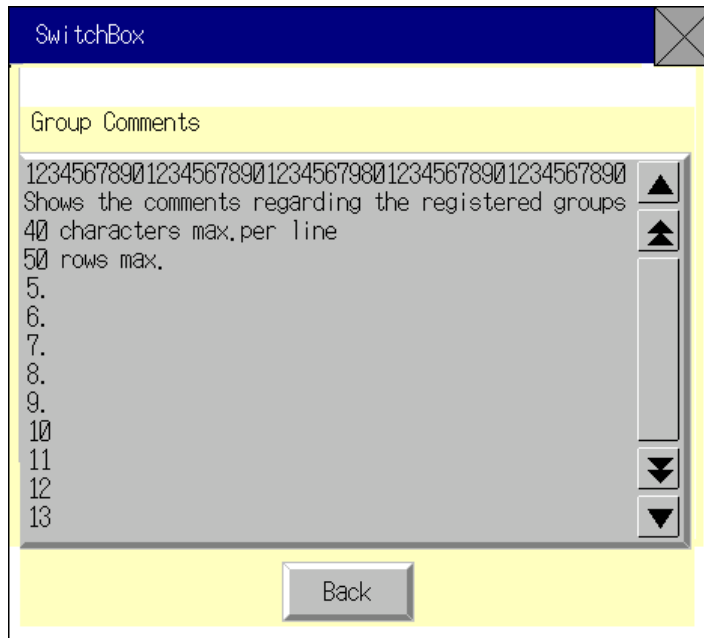 SwitchBox
Group Comments
12345678901234567890123456798012345678901234567890
Shows the comments regarding the registered groups
40 characters max.per line
50 rows max.
5.
6.
7.
8.
9.
10
11
12
13
Back